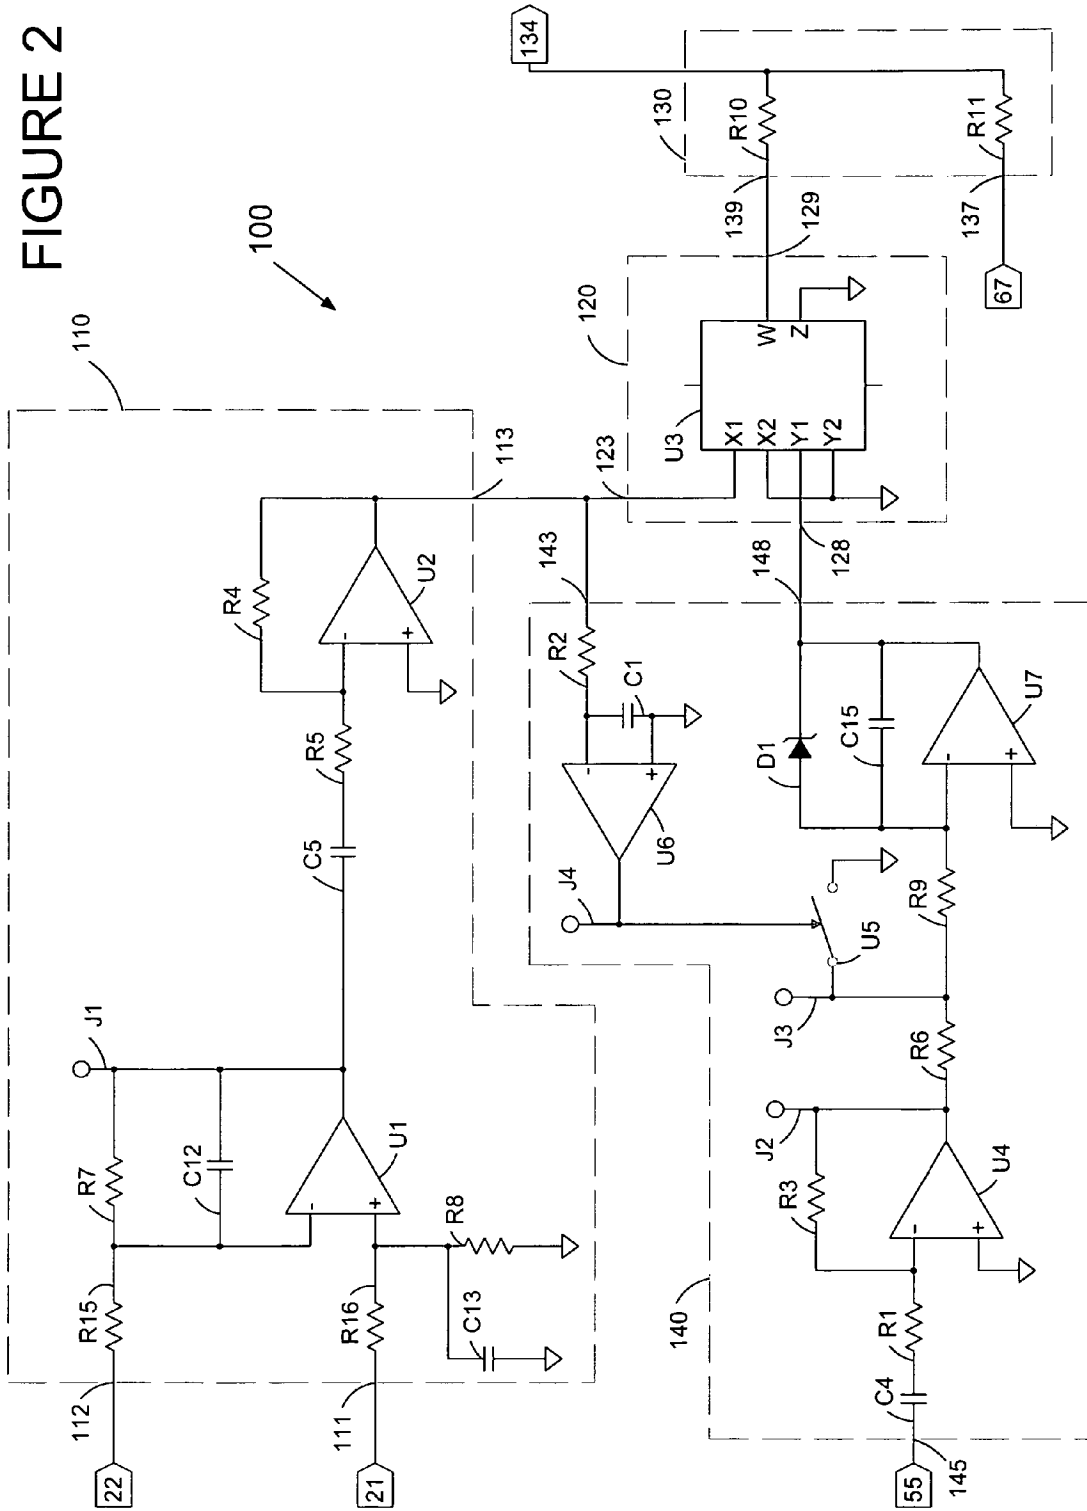 FIGURE 2
100
110
22
112
R15
R7
J1
C12
-
+
U1
21
111
R16
C13
R8
C5
R5
R4
-
+
U2
113
123
143
R2
C1
-
+
U6
J4
U5
J3
140
55
145
C4
R1
R3
J2
-
+
U4
R6
R9
D1
C15
-
+
U7
148
128
120
U3
X1
X2
Y1
Y2
W
Z
129
139
130
R10
134
67
137
R11